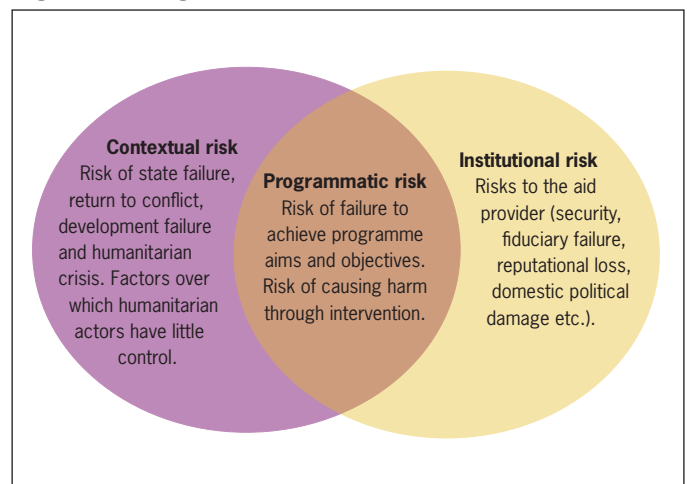 Contextual risk
Risk of state failure,
return to conflict,
development failure
and humanitarian
crisis. Factors over
which humanitarian
actors have little
control.
Programmatic risk
Risk of failure to
achieve programme
aims and objectives.
Risk of causing harm
through intervention.
Institutional risk
Risks to the aid
provider (security,
fiduciary failure,
reputational loss,
domestic political
damage etc.).